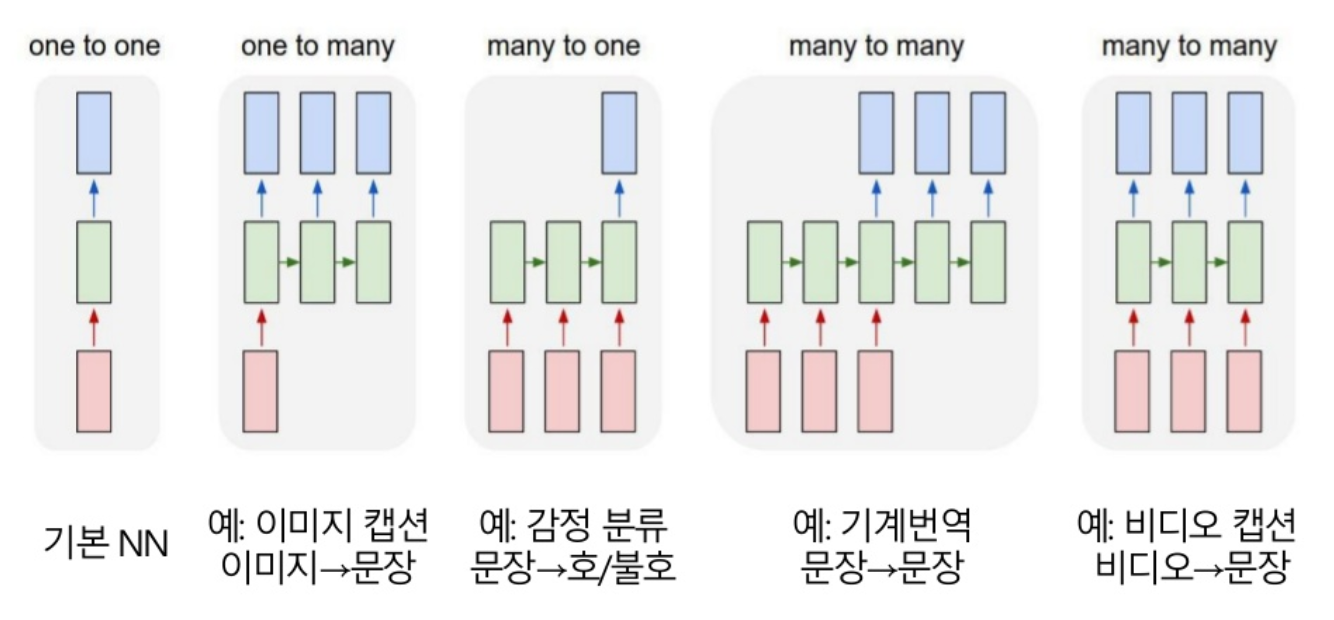 one to one
one to many
many to one
many to many
many to many
기본 NN
예: 이미지 캡션
이미지→문장
예: 감정 분류
문장→호/불호
예: 기계번역
문장→문장
예: 비디오 캡션
비디오→문장